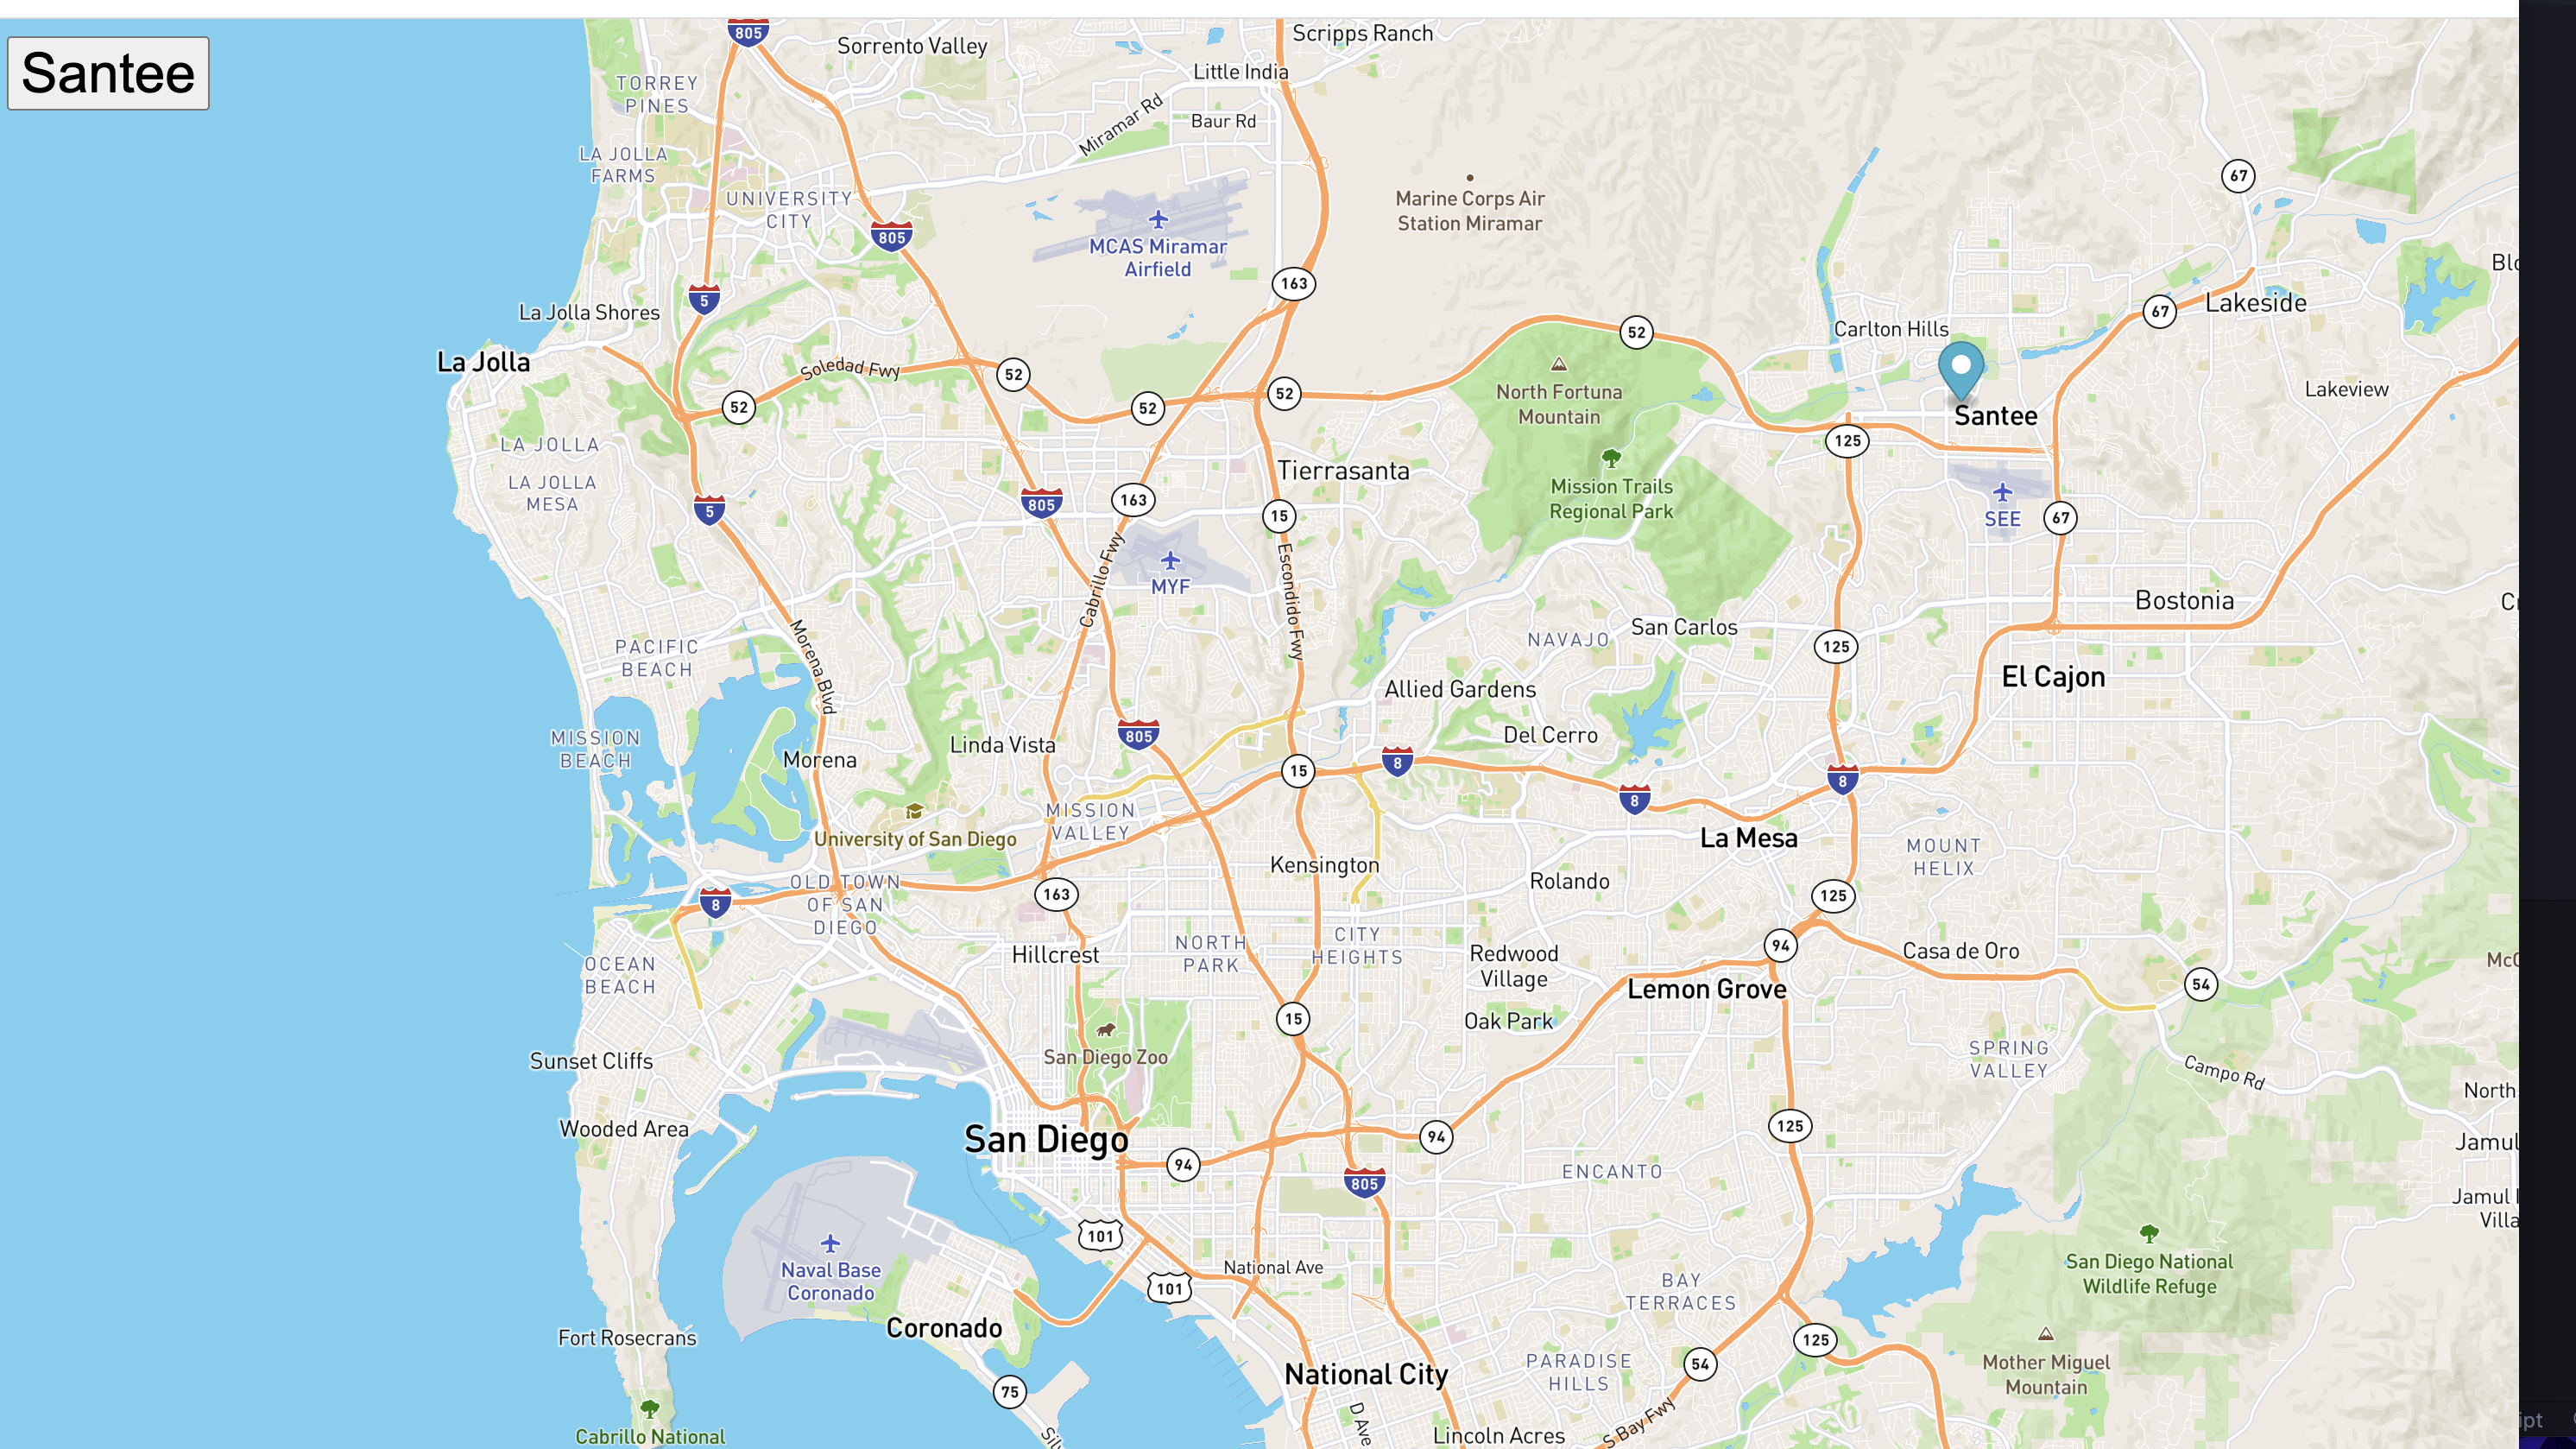 Santee
805
Sorrento Valley
Scripps Ranch
Little India
TORREY
PINES
Miramar Rd
Baur Rd
LA JOLLA
FARMS
UNIVERSITY
CITY
67
Marine Corps Air
Station Miramar
805
MCAS Miramar
Airfield
163
5
La Jolla Shores
Lakeside
67
Carlton Hills
52
La Jolla
Soledad Fwy
52
52
52
52
North Fortuna
Mountain
Lakeview
Santee
125
LA JOLLA
LA JOLLA
MESA
Tierrasanta
Mission Trails
Regional Park
5
805
163
15
SEE
67
Cabrillo Fwy
MYF
Escondido Fwy
Bostonia
San Carlos
NAVAJO
125
PACIFIC
BEACH
Morena Blvd
El Cajon
Allied Gardens
MISSION
BEACH
Morena
Linda Vista
805
Del Cerro
15
8
8
8
MISSION
VALLEY
University of San Diego
La Mesa
MOUNT
HELIX
Kensington
Rolando
OLD TOWN
OF SAN
DIEGO
8
163
125
Hillcrest
NORTH
PARK
CITY
HEIGHTS
Redwood
Village
94
Casa de Oro
OCEAN
BEACH
54
Lemon Grove
15
Oak Park
San Diego Zoo
Sunset Cliffs
SPRING
VALLEY
Campo Rd
North
Wooded Area
San Diego
94
94
125
Jamul
805
ENCANTO
Jamul
Villa
101
Naval Base
Coronado
National Ave
101
San Diego National
Wildlife Refuge
BAY
TERRACES
Coronado
Fort Rosecrans
125
National City
PARADISE
HILLS
54
Mother Miguel
Mountain
75
D Ave
S Bay Fwy
Cabrillo National
Lincoln Acres